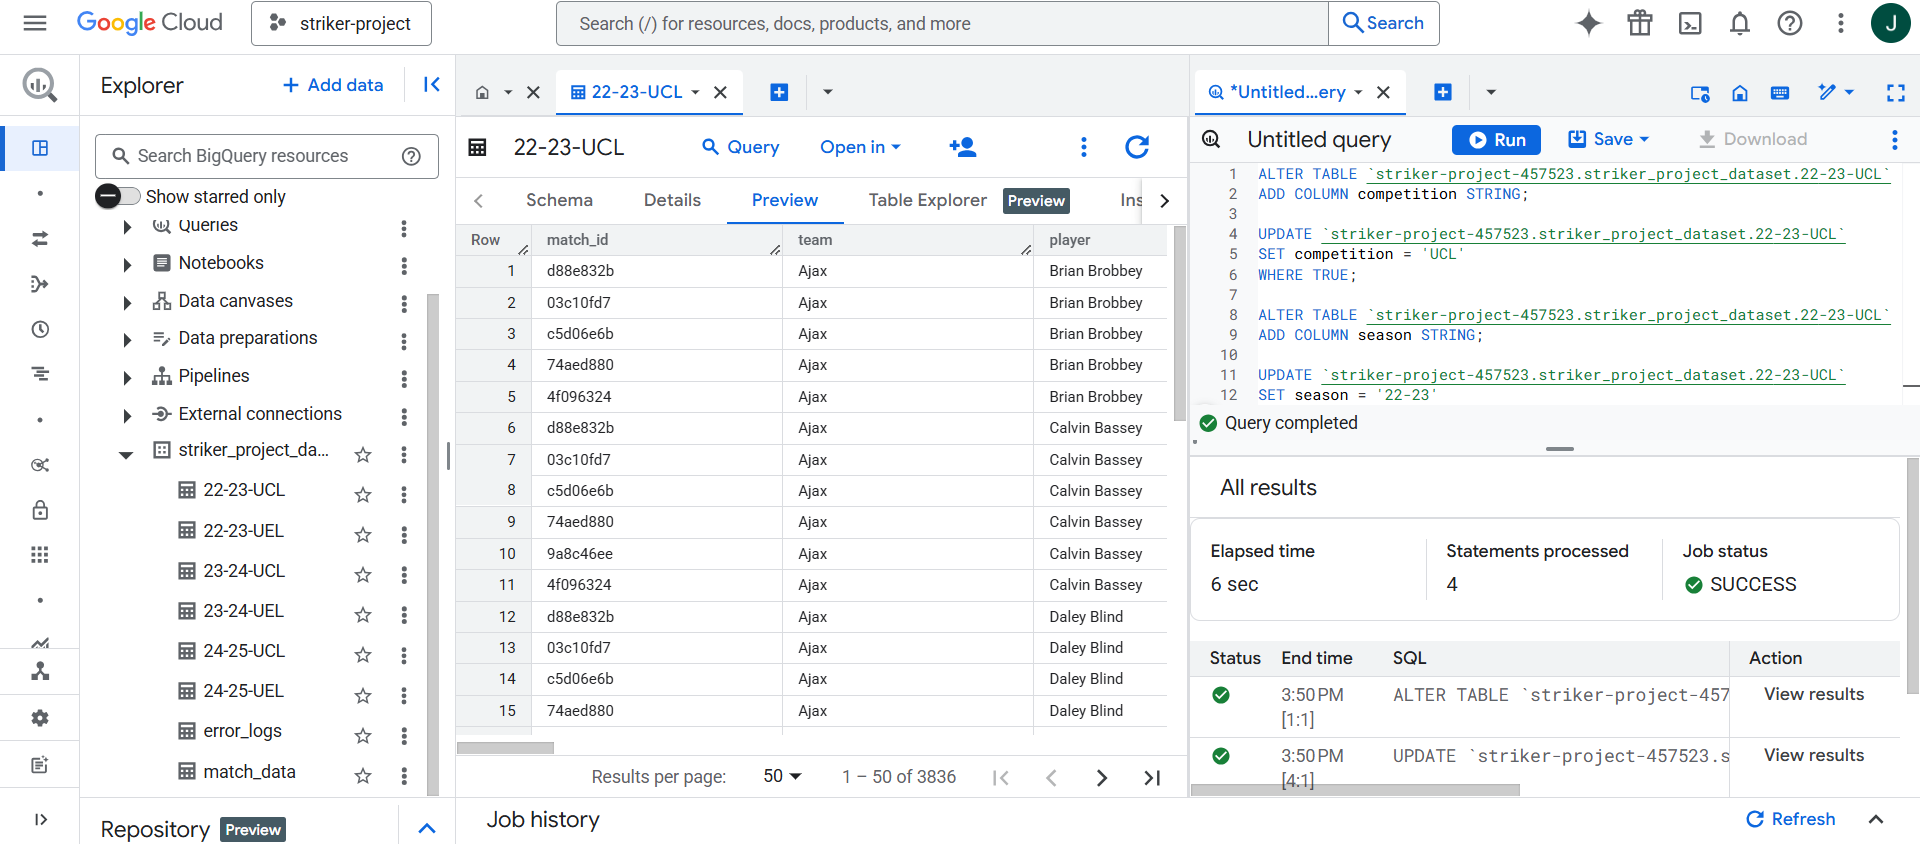 Google Cloud
striker-project
Search (/) for resources, docs, products, and more
Search
J
Explorer
Add data
Search BigQuery resources
Show starred only
Queries
Notebooks
Data canvases
Data preparations
Pipelines
External connections
striker_project_da...
22-23-UCL
22-23-UEL
23-24-UCL
23-24-UEL
24-25-UCL
24-25-UEL
error_logs
match_data
Repository Preview
22-23-UCL
22-23-UCL
Query
Open in
Schema Details Preview Table Explorer Preview Ins
Row match_id team player
1 d88e832b Ajax Brian Brobbey
2 03c10fd7 Ajax Brian Brobbey
3 c5d06e6b Ajax Brian Brobbey
4 74aed880 Ajax Brian Brobbey
5 4f096324 Ajax Brian Brobbey
6 d88e832b Ajax Calvin Bassey
7 03c10fd7 Ajax Calvin Bassey
8 c5d06e6b Ajax Calvin Bassey
9 74aed880 Ajax Calvin Bassey
10 9a8c46ee Ajax Calvin Bassey
11 4f096324 Ajax Calvin Bassey
12 d88e832b Ajax Daley Blind
13 03c10fd7 Ajax Daley Blind
14 c5d06e6b Ajax Daley Blind
15 74aed880 Ajax Daley Blind
Results per page: 50 1 – 50 of 3836
Job history
Refresh
*Untitled...ery
Untitled query
Run
Save
Download
1 ALTER TABLE `striker-project-457523.striker_project_dataset.22-23-UCL`
2 ADD COLUMN competition STRING;
3
4 UPDATE `striker-project-457523.striker_project_dataset.22-23-UCL`
5 SET competition = 'UCL'
6 WHERE TRUE;
7
8 ALTER TABLE `striker-project-457523.striker_project_dataset.22-23-UCL`
9 ADD COLUMN season STRING;
10
11 UPDATE `striker-project-457523.striker_project_dataset.22-23-UCL`
12 SET season = '22-23'
Query completed
All results
Elapsed time Statements processed Job status
6 sec 4 SUCCESS
Status End time SQL Action
3:50 PM ALTER TABLE `striker-project-457 View results
[1:1]
3:50 PM UPDATE `striker-project-457523.s View results
[4:1]